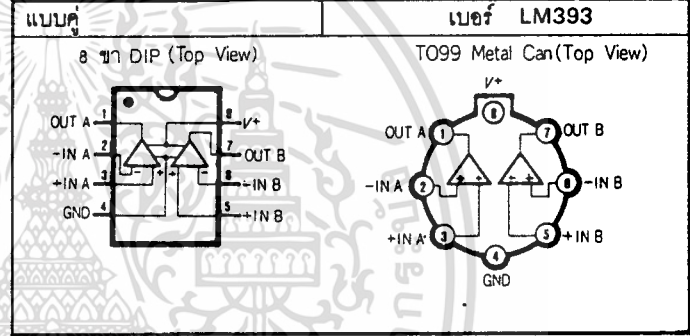 แบบคู่ เบอร์ LM393
8 ขา DIP (Top View) TO99 Metal Can (Top View)
V+
OUT A 1 8 V+
-IN A 2 7 OUT B
+IN A 3 6 -IN B
GND 4 5 +IN B
8
OUT A 1 7 OUT B
-IN A 2 6 -IN B
+IN A 3 5 +IN B
4
GND